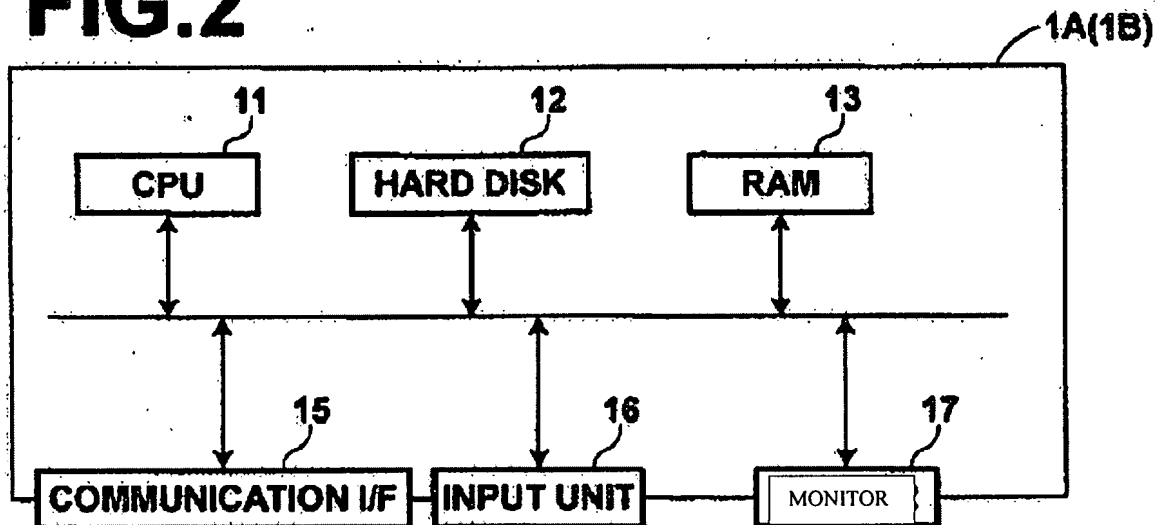 FIG.2
1A(1B)
11
12
13
CPU
HARD DISK
RAM
15
16
17
COMMUNICATION I/F
INPUT UNIT
MONITOR